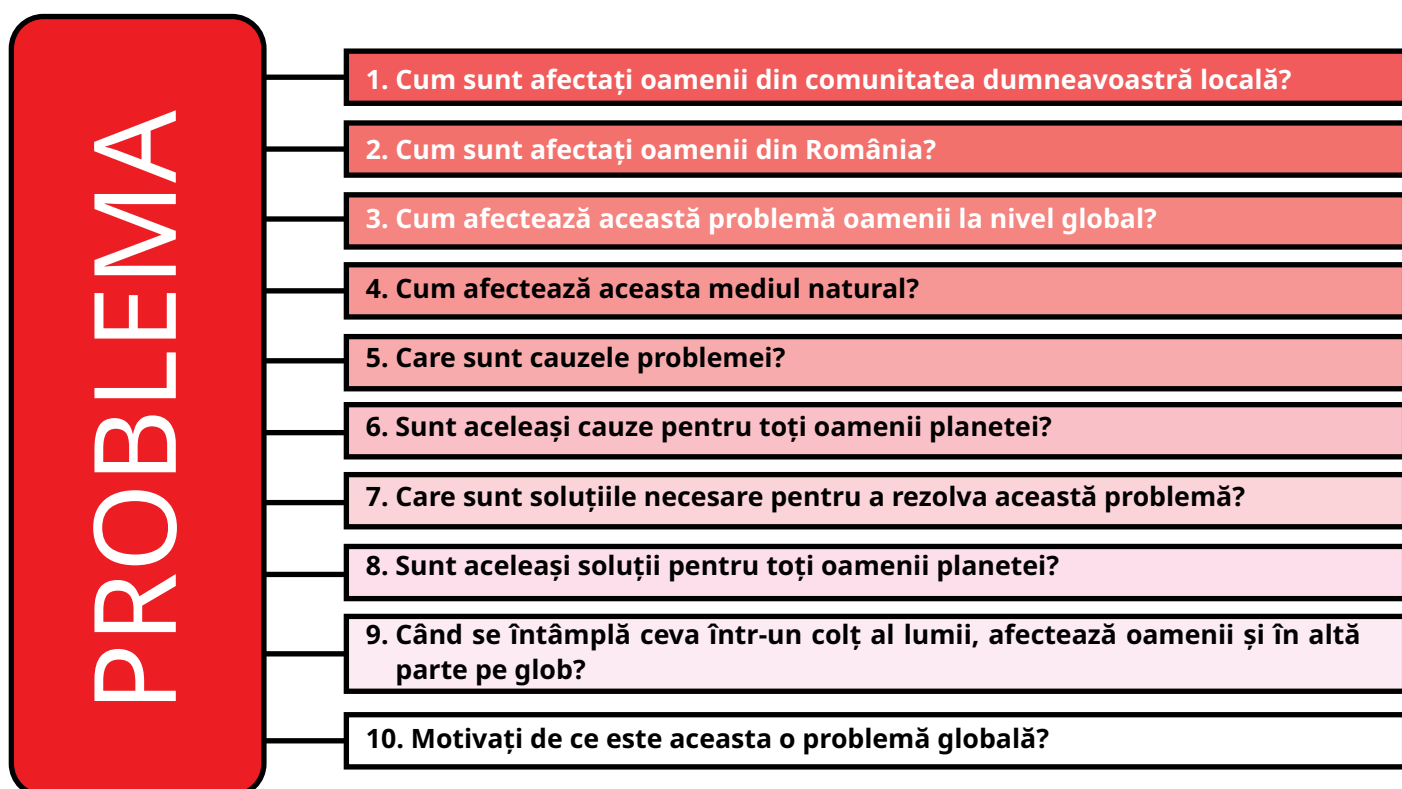 PROBLEMA
1. Cum sunt afectați oamenii din comunitatea dumneavoastră locală?
2. Cum sunt afectați oamenii din România?
3. Cum afectează această problemă oamenii la nivel global?
4. Cum afectează aceasta mediul natural?
5. Care sunt cauzele problemei?
6. Sunt aceleași cauze pentru toți oamenii planetei?
7. Care sunt soluțiile necesare pentru a rezolva această problemă?
8. Sunt aceleași soluții pentru toți oamenii planetei?
9. Când se întâmplă ceva într-un colț al lumii, afectează oamenii și în altă
parte pe glob?
10. Motivați de ce este aceasta o problemă globală?